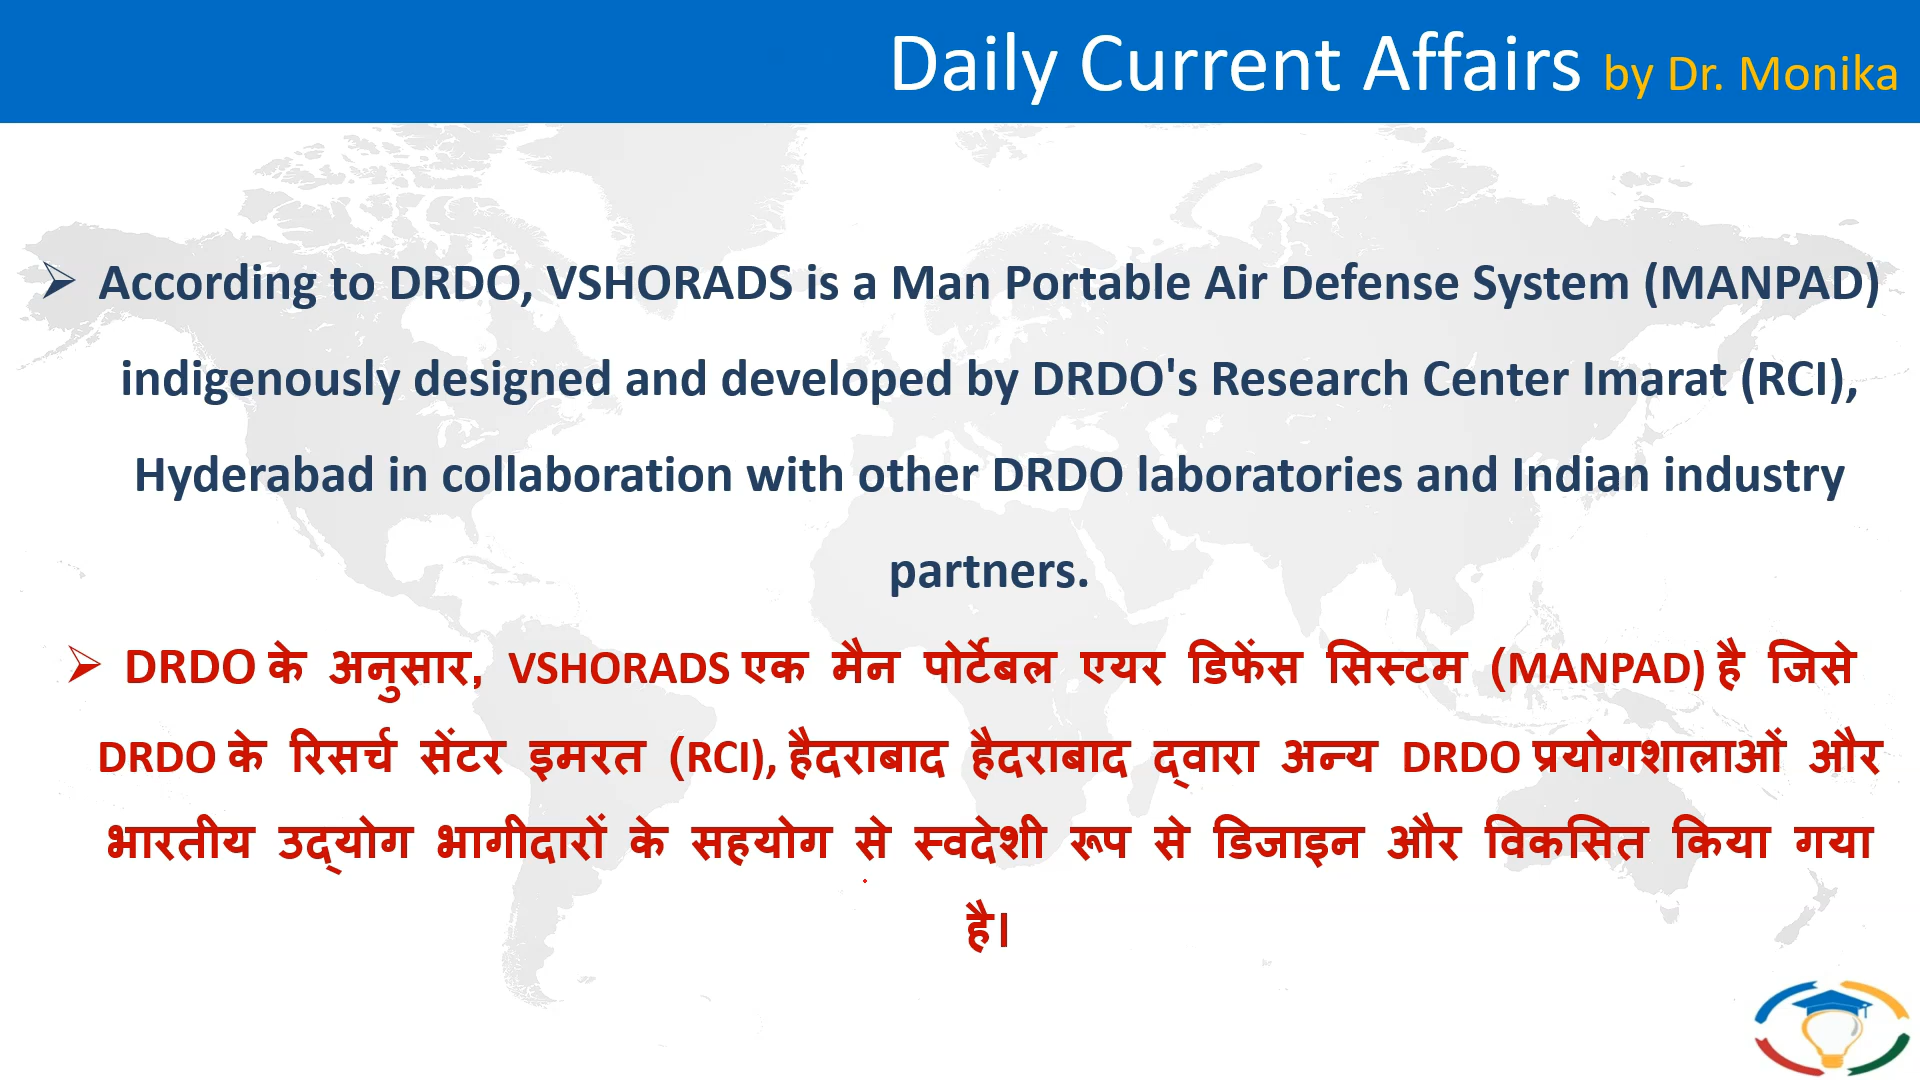 Daily Current Affairs by Dr. Monika
➢ According to DRDO, VSHORADS is a Man Portable Air Defense System (MANPAD)
indigenously designed and developed by DRDO's Research Center Imarat (RCI),
Hyderabad in collaboration with other DRDO laboratories and Indian industry
partners.
➢ DRDO के अनुसार, VSHORADS एक मैन पोर्टेबल एयर डिफेंस सिस्टम (MANPAD) है जिसे
DRDO के रिसर्च सेंटर इमरत (RCI), हैदराबाद हैदराबाद द्वारा अन्य DRDO प्रयोगशालाओं और
भारतीय उद्योग भागीदारों के सहयोग से स्वदेशी रूप से डिजाइन और विकसित किया गया
है।